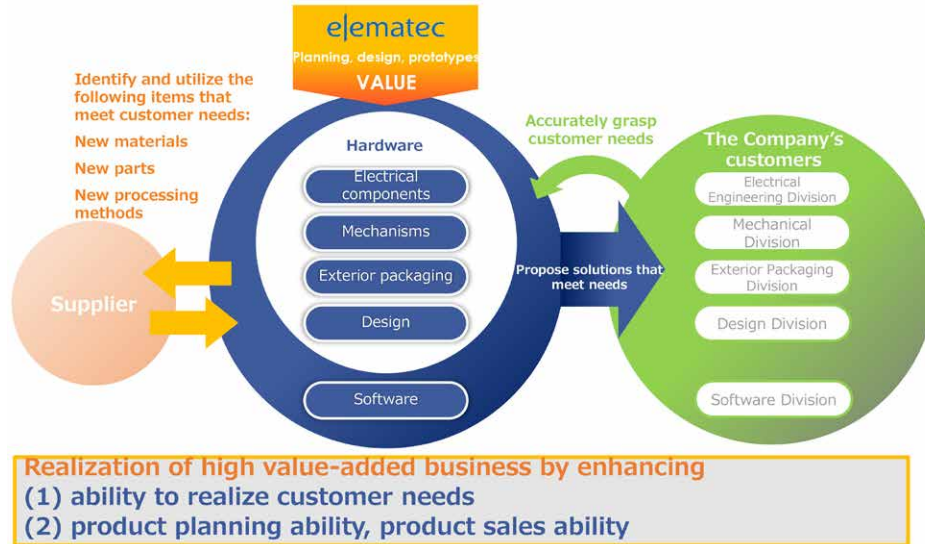 elematec
Planning, design, prototypes
VALUE
Identify and utilize the
following items that
meet customer needs:
New materials
New parts
New processing
methods
Supplier
Hardware
Electrical
components
Mechanisms
Exterior packaging
Design
Software
Accurately grasp
customer needs
Propose solutions that
meet needs
The Company's
customers
Electrical
Engineering Division
Mechanical
Division
Exterior Packaging
Division
Design Division
Software Division
Realization of high value-added business by enhancing
(1) ability to realize customer needs
(2) product planning ability, product sales ability